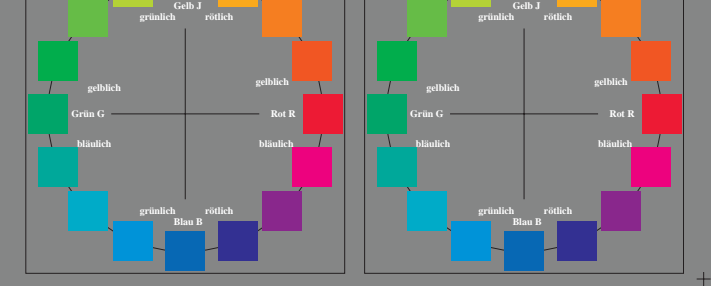 Gelb J
grünlich rötlich
gelblich gelblich
Grün G Rot R
bläulich bläulich
grünlich rötlich
Blau B
Gelb J
grünlich rötlich
gelblich gelblich
Grün G Rot R
bläulich bläulich
grünlich rötlich
Blau B